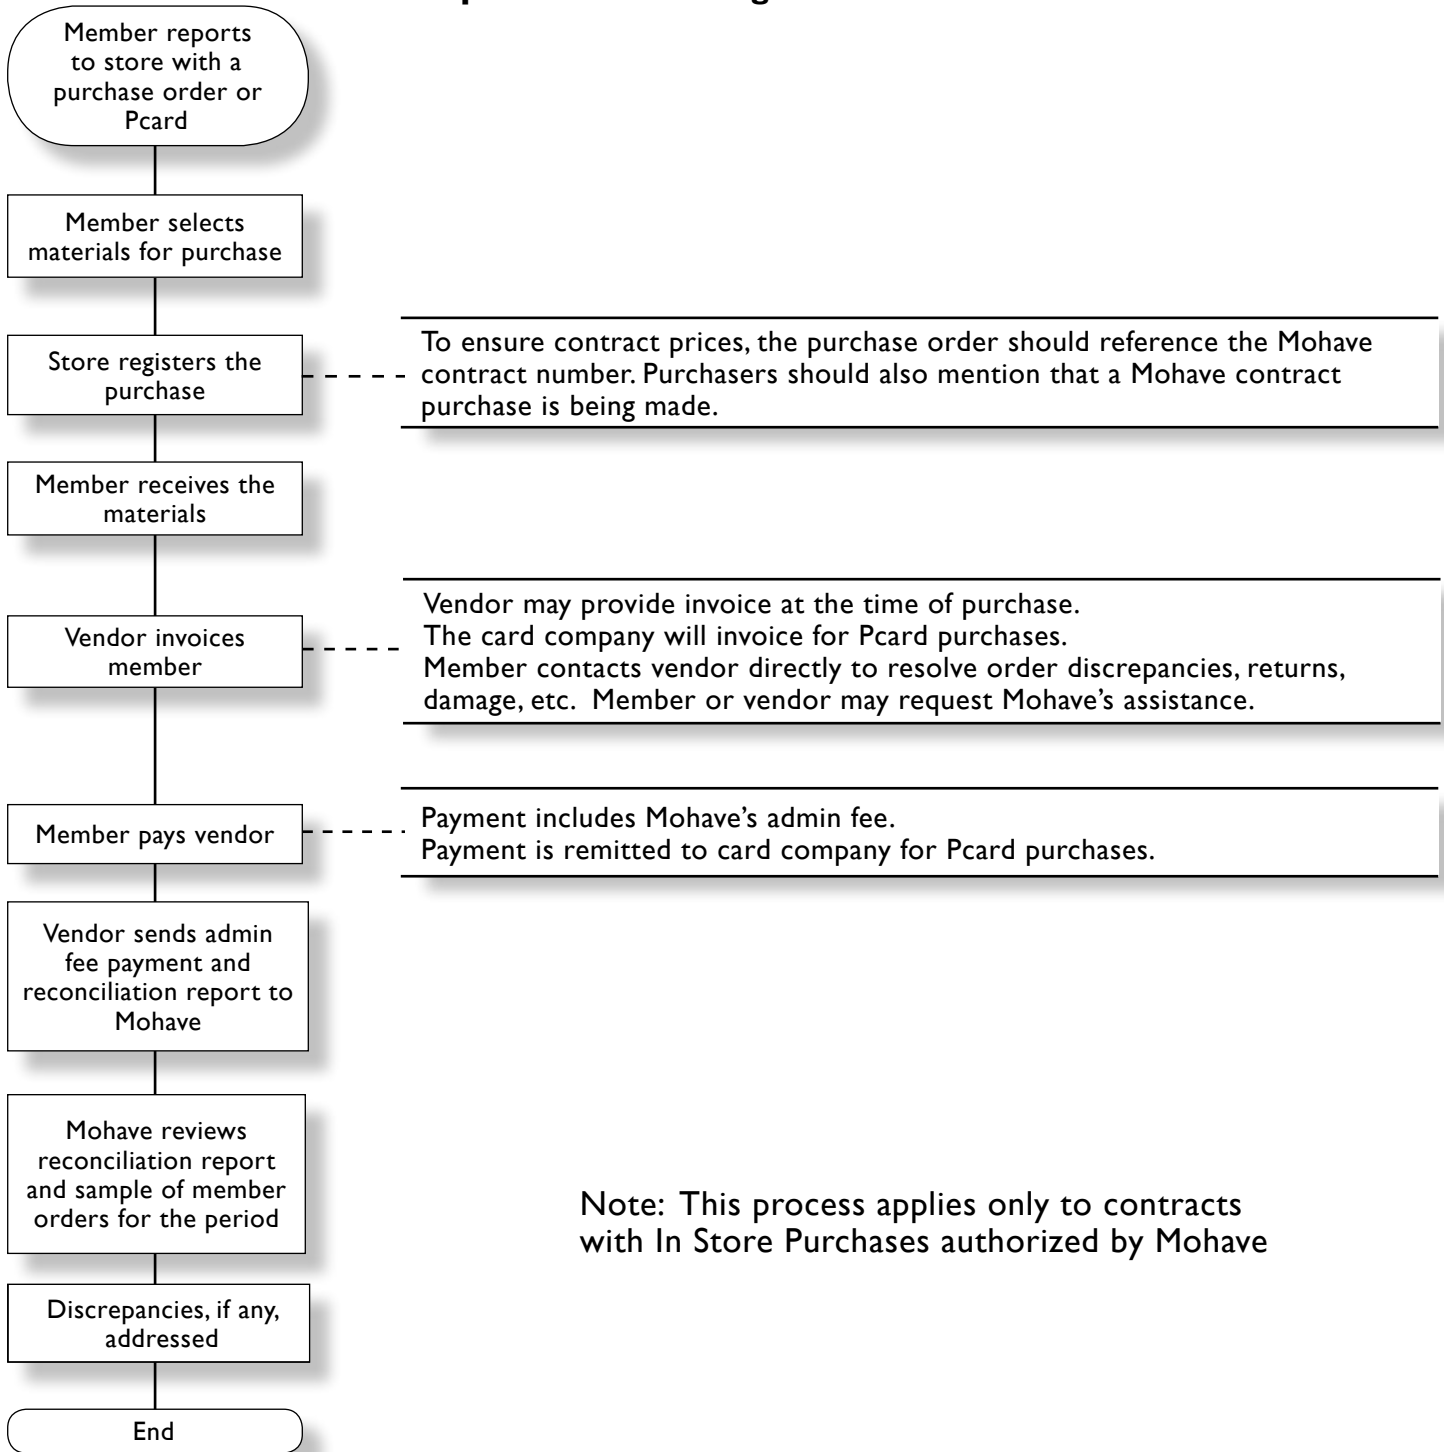 Member reports
to store with a
purchase order or
Pcard
Member selects
materials for purchase
Store registers the
purchase
To ensure contract prices, the purchase order should reference the Mohave
contract number. Purchasers should also mention that a Mohave contract
purchase is being made.
Member receives the
materials
Vendor invoices
member
Vendor may provide invoice at the time of purchase.
The card company will invoice for Pcard purchases.
Member contacts vendor directly to resolve order discrepancies, returns,
damage, etc.  Member or vendor may request Mohave’s assistance.
Member pays vendor
Payment includes Mohave’s admin fee.
Payment is remitted to card company for Pcard purchases.
Vendor sends admin
fee payment and
reconciliation report to
Mohave
Mohave reviews
reconciliation report
and sample of member
orders for the period
Note: This process applies only to contracts
with In Store Purchases authorized by Mohave
Discrepancies, if any,
addressed
End